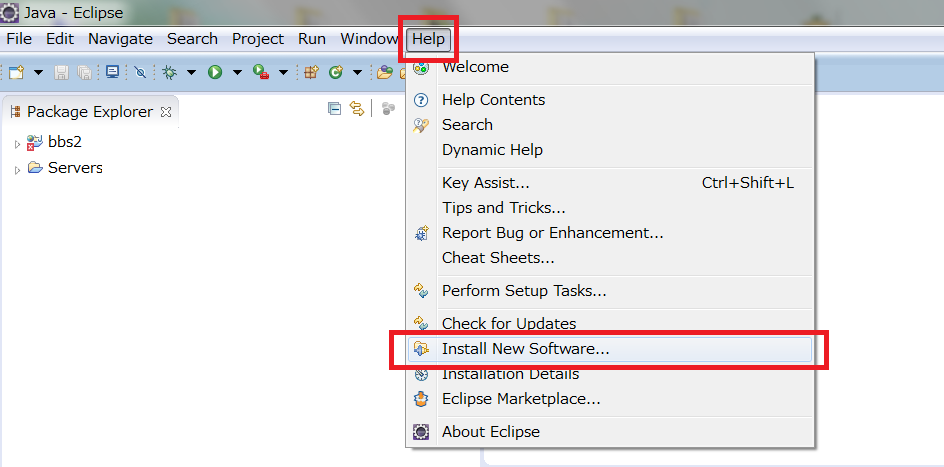 Java - Eclipse
File Edit Navigate Search Project Run Window Help
Package Explorer
bbs2
Servers
Welcome
Help Contents
Search
Dynamic Help
Key Assist... Ctrl+Shift+L
Tips and Tricks...
Report Bug or Enhancement...
Cheat Sheets...
Perform Setup Tasks...
Check for Updates
Install New Software...
Installation Details
Eclipse Marketplace...
About Eclipse